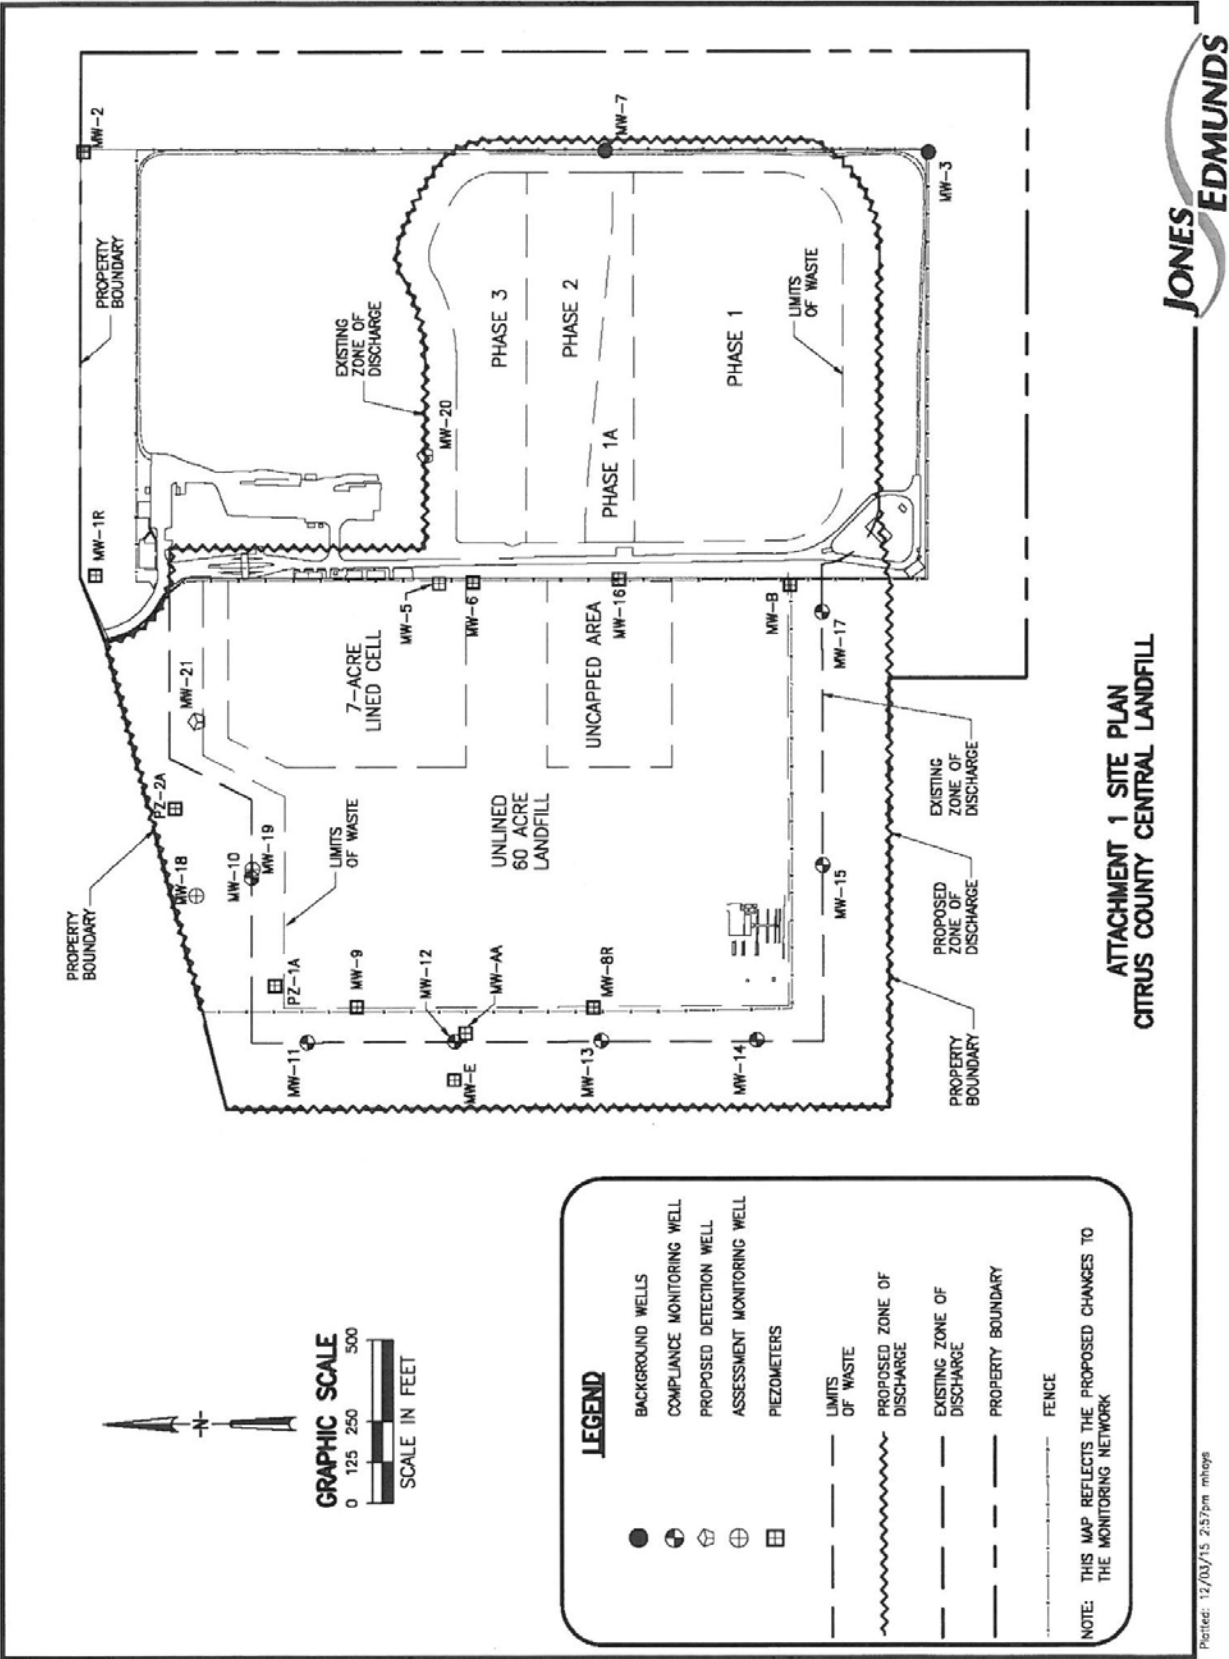 -N-
GRAPHIC SCALE
0 125 250 500
SCALE IN FEET
LEGEND
BACKGROUND WELLS
COMPLIANCE MONITORING WELL
PROPOSED DETECTION WELL
ASSESSMENT MONITORING WELL
PIEZOMETERS
LIMITS
OF WASTE
PROPOSED ZONE OF
DISCHARGE
EXISTING ZONE OF
DISCHARGE
PROPERTY BOUNDARY
FENCE
NOTE: THIS MAP REFLECTS THE PROPOSED CHANGES TO
THE MONITORING NETWORK
PROPERTY
BOUNDARY
PZ-2A
MW-18
MW-10
MW-19
MW-21
MW-1R
PROPERTY
BOUNDARY
MW-2
LIMITS
OF WASTE
PZ-1A
MW-9
MW-11
MW-12
MW-AA
MW-E
MW-13
MW-8R
MW-14
UNLINED
60 ACRE
LANDFILL
7-ACRE
LINED CELL
UNCAPPED AREA
MW-5
MW-6
MW-16
MW-B
MW-17
MW-15
EXISTING
ZONE OF
DISCHARGE
MW-20
PHASE 3
PHASE 2
PHASE 1A
PHASE 1
LIMITS
OF WASTE
MW-7
MW-3
PROPERTY
BOUNDARY
PROPOSED
ZONE OF
DISCHARGE
EXISTING
ZONE OF
DISCHARGE
ATTACHMENT 1 SITE PLAN
CITRUS COUNTY CENTRAL LANDFILL
JONES
EDMUNDS
Plotted: 12/03/15 2:57pm mhays